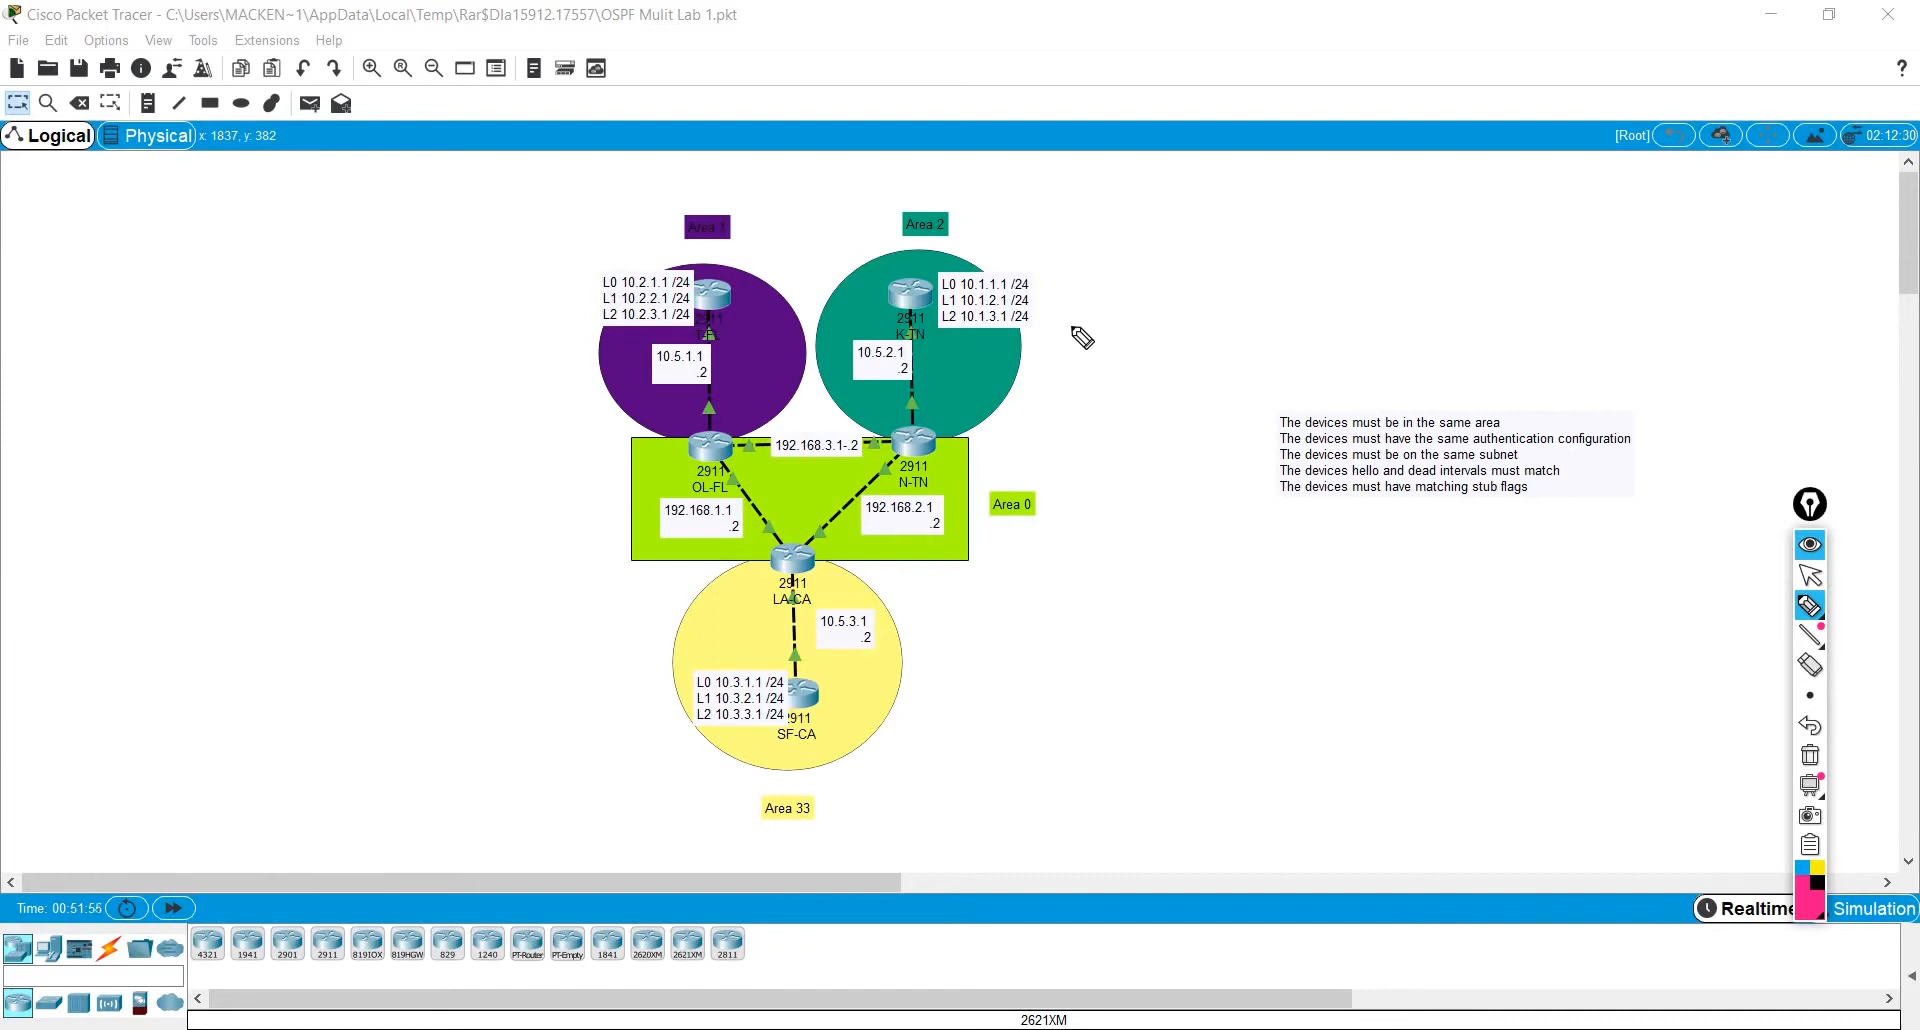 Cisco Packet Tracer - C:\Users\MACKEN~1\AppData\Local\Temp\Rar$DIa15912.17557\OSPF Mulit Lab 1.pkt
File Edit Options View Tools Extensions Help
?
Logical Physical x: 1837, y: 382
[Root] 02:12:30
Area 1
Area 2
L0 10.2.1.1 /24
L1 10.2.2.1 /24
L2 10.2.3.1 /24
2911
T-FL
10.5.1.1
.2
L0 10.1.1.1 /24
L1 10.1.2.1 /24
L2 10.1.3.1 /24
2911
K-TN
10.5.2.1
.2
192.168.3.1-.2
2911
OL-FL
2911
N-TN
192.168.1.1
.2
192.168.2.1
.2
Area 0
The devices must be in the same area
The devices must have the same authentication configuration
The devices must be on the same subnet
The devices hello and dead intervals must match
The devices must have matching stub flags
2911
LA-CA
10.5.3.1
.2
L0 10.3.1.1 /24
L1 10.3.2.1 /24
L2 10.3.3.1 /24
2911
SF-CA
Area 33
Time: 00:51:56
Realtime Simulation
4321 1941 2901 2911 819IOX 819HGW 829 1240 PT-Router PT-Empty 1841 2620XM 2621XM 2811
2621XM